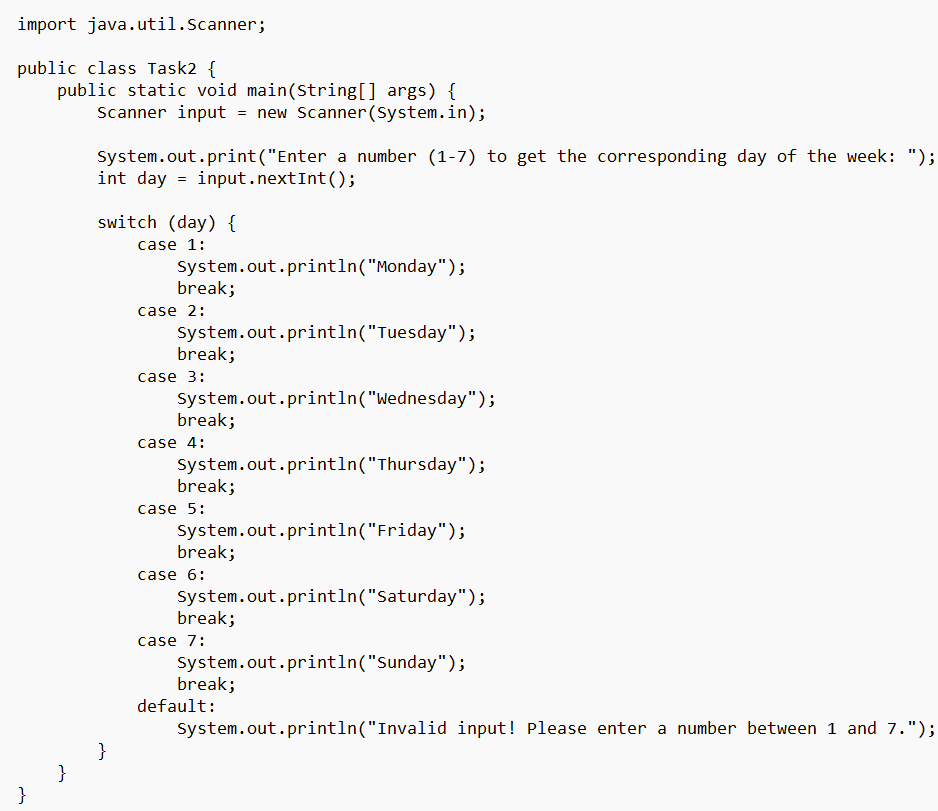 import java.util.Scanner;

public class Task2 {
    public static void main(String[] args) {
        Scanner input = new Scanner(System.in);

        System.out.print("Enter a number (1-7) to get the corresponding day of the week: ");
        int day = input.nextInt();

        switch (day) {
            case 1:
                System.out.println("Monday");
                break;
            case 2:
                System.out.println("Tuesday");
                break;
            case 3:
                System.out.println("Wednesday");
                break;
            case 4:
                System.out.println("Thursday");
                break;
            case 5:
                System.out.println("Friday");
                break;
            case 6:
                System.out.println("Saturday");
                break;
            case 7:
                System.out.println("Sunday");
                break;
            default:
                System.out.println("Invalid input! Please enter a number between 1 and 7.");
        }
    }
}